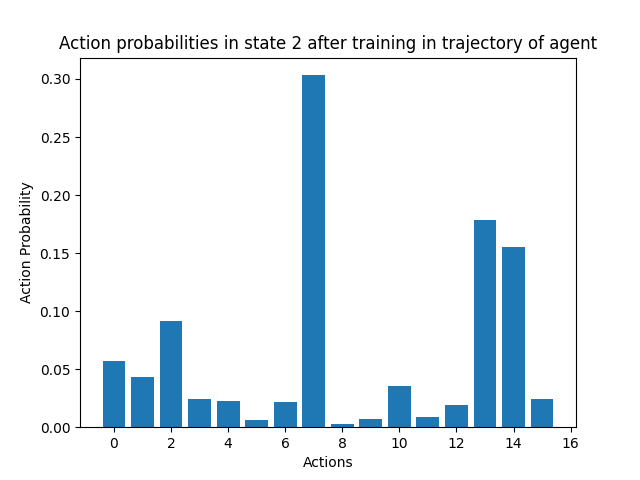 Action probabilities in state 2 after training in trajectory of agent
0.30
0.25
0.20
0.15
0.10
0.05
0.00
Action Probability
0 2 4 6 8 10 12 14 16
Actions